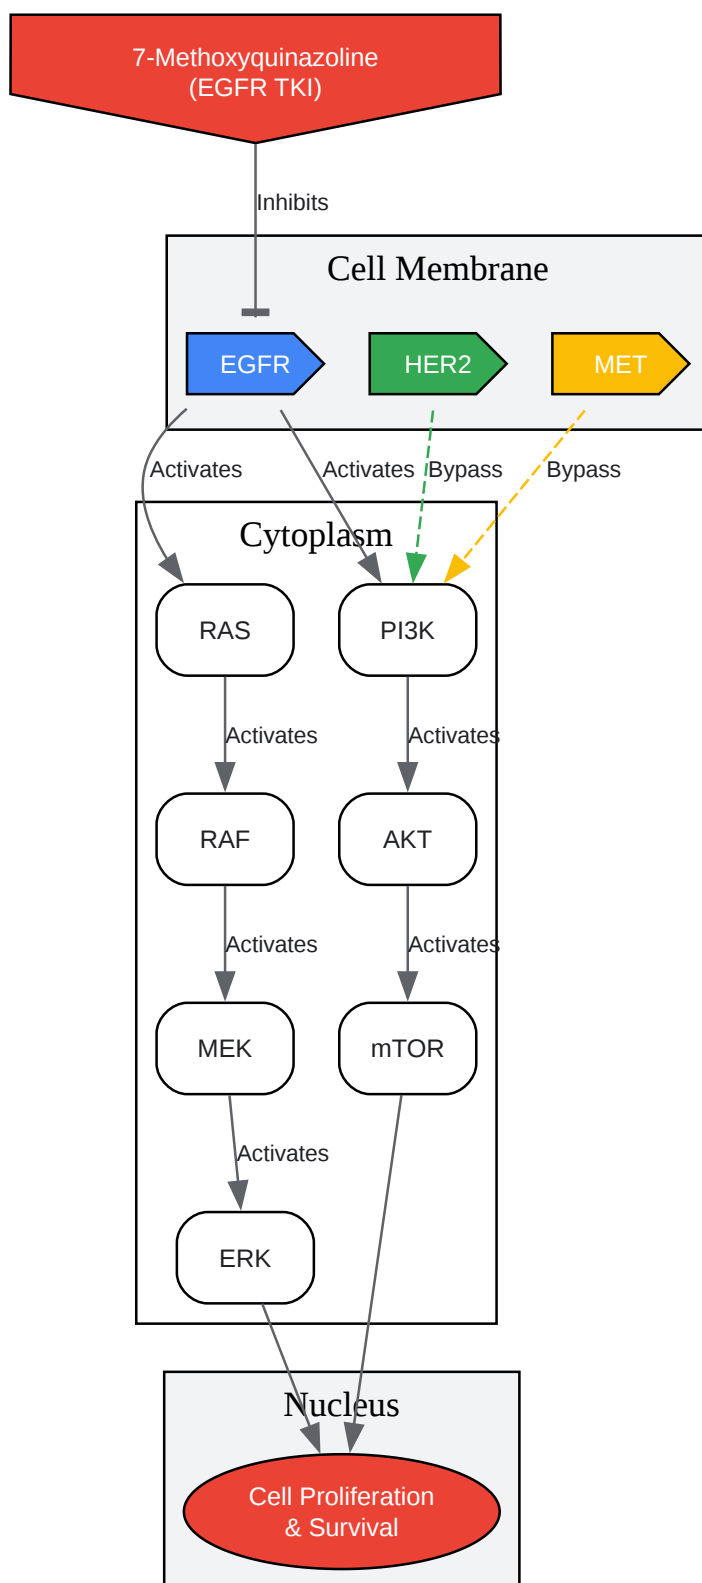 7-Methoxyquinazoline
(EGFR TKI)
Inhibits
Cell Membrane
EGFR
HER2
MET
Activates
Activates
Bypass
Bypass
Cytoplasm
RAS
PI3K
Activates
Activates
RAF
AKT
Activates
Activates
MEK
mTOR
Activates
ERK
Nucleus
Cell Proliferation
& Survival